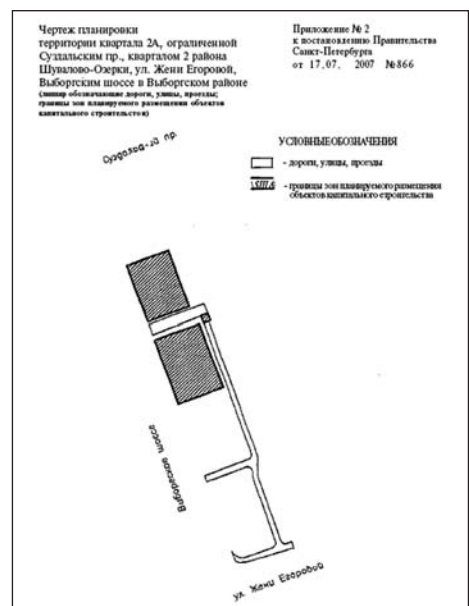 Чертеж планировки
территории квартала 2А, ограниченной
Суздальским пр., кварталом 2 района
Шувалово-Озерки, ул. Жени Егоровой,
Выборгским шоссе в Выборгском районе
(линии обозначающие дороги, улицы, проезды;
границы зон планируемого размещения объектов
капитального строительства)
Приложение № 2
к постановлению Правительства
Санкт-Петербурга
от 17.07. 2007 №866
Суздальский пр.
УСЛОВНЫЕ ОБОЗНАЧЕНИЯ
- дороги, улицы, проезды
- границы зон планируемого размещения
объектов капитального строительства
Выборгское шоссе
ул. Жени Егоровой